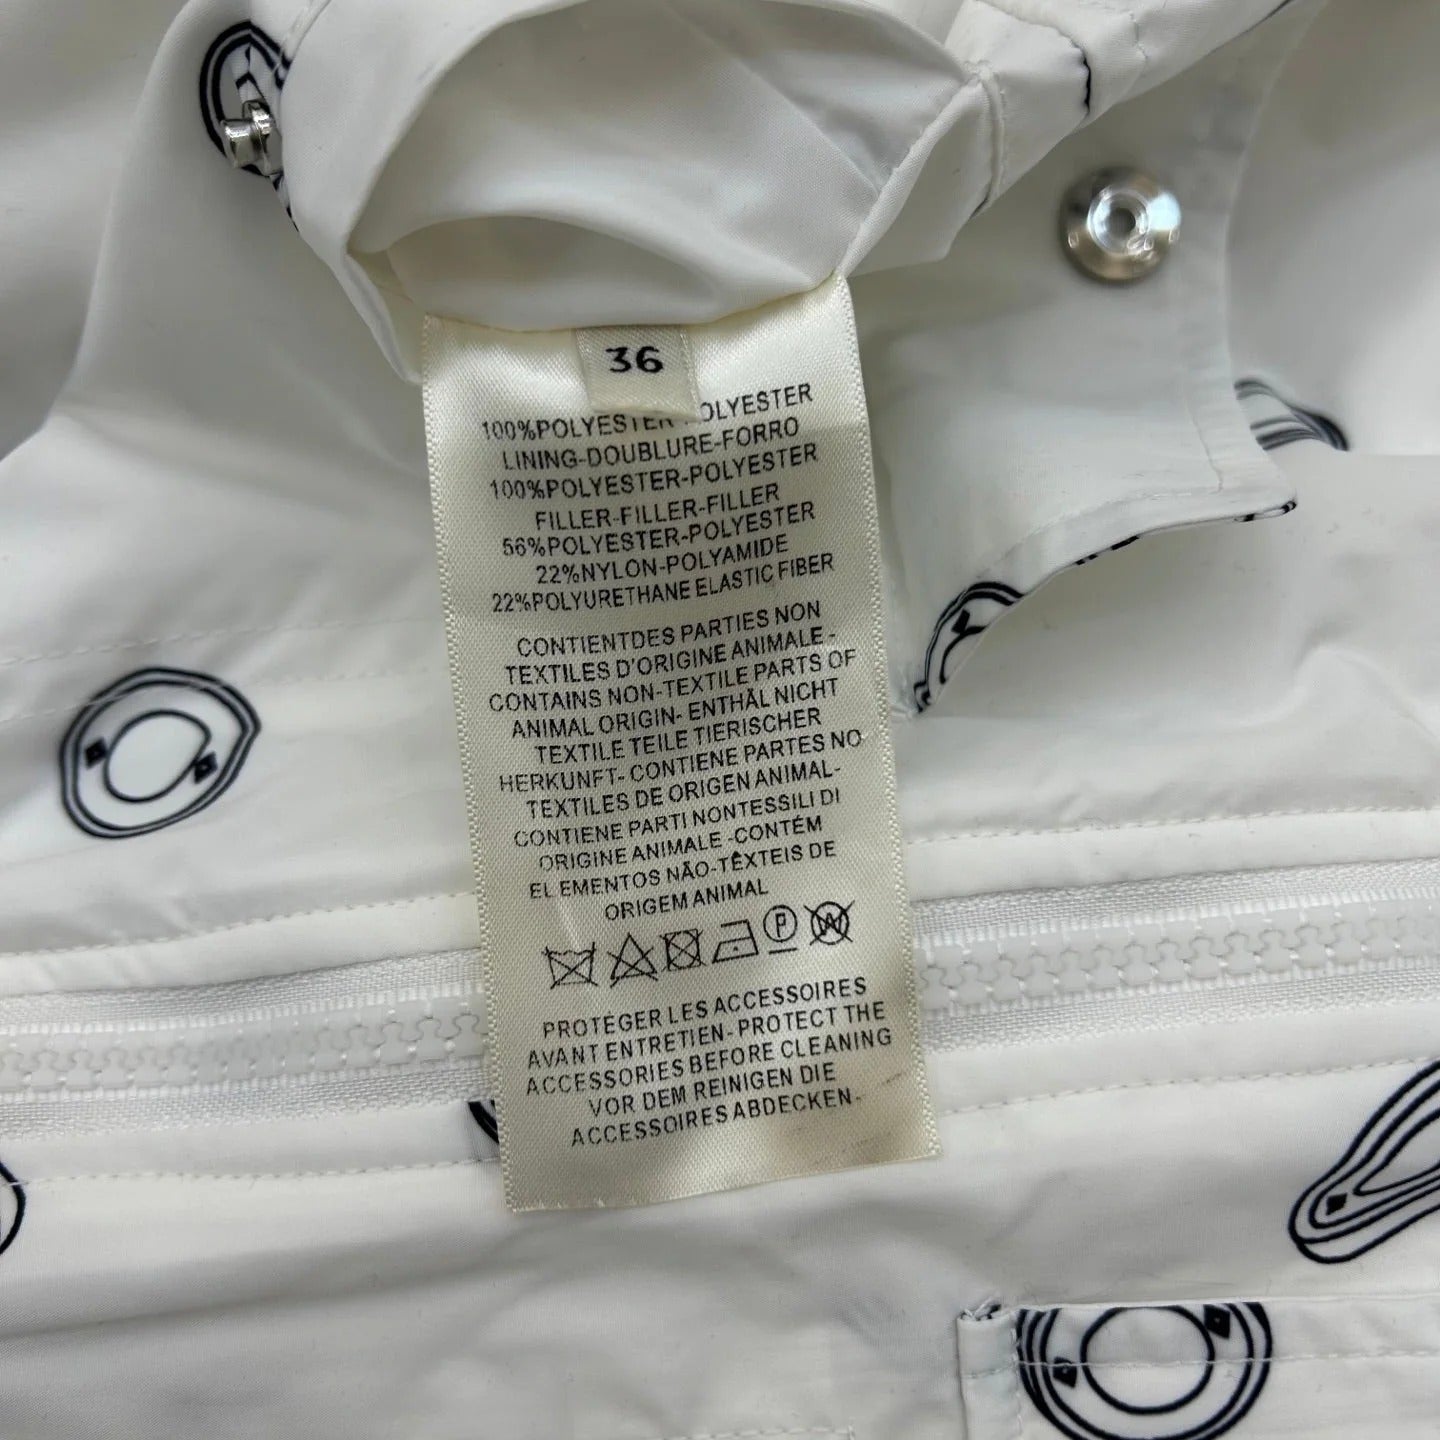 36
100%POLYESTER-POLYESTER
LINING-DOUBLURE-FORRO
100%POLYESTER-POLYESTER
FILLER-FILLER-FILLER
56%POLYESTER-POLYESTER
22%NYLON-POLYAMIDE
22%POLYURETHANE ELASTIC FIBER
CONTIENTDES PARTIES NON
TEXTILES D'ORIGINE ANIMALE-
CONTAINS NON-TEXTILE PARTS OF
ANIMAL ORIGIN- ENTHÄL NICHT
TEXTILE TEILE TIERISCHER
HERKUNFT- CONTIENE PARTES NO
TEXTILES DE ORIGEN ANIMAL-
CONTIENE PARTI NONTESSILI DI
ORIGINE ANIMALE -CONTÉM
EL EMENTOS NÃO-TÊXTEIS DE
ORIGEM ANIMAL
P W
PROTÉGER LES ACCESSOIRES
AVANT ENTRETIEN- PROTECT THE
ACCESSORIES BEFORE CLEANING
VOR DEM REINIGEN DIE
ACCESSOIRES ABDECKEN-